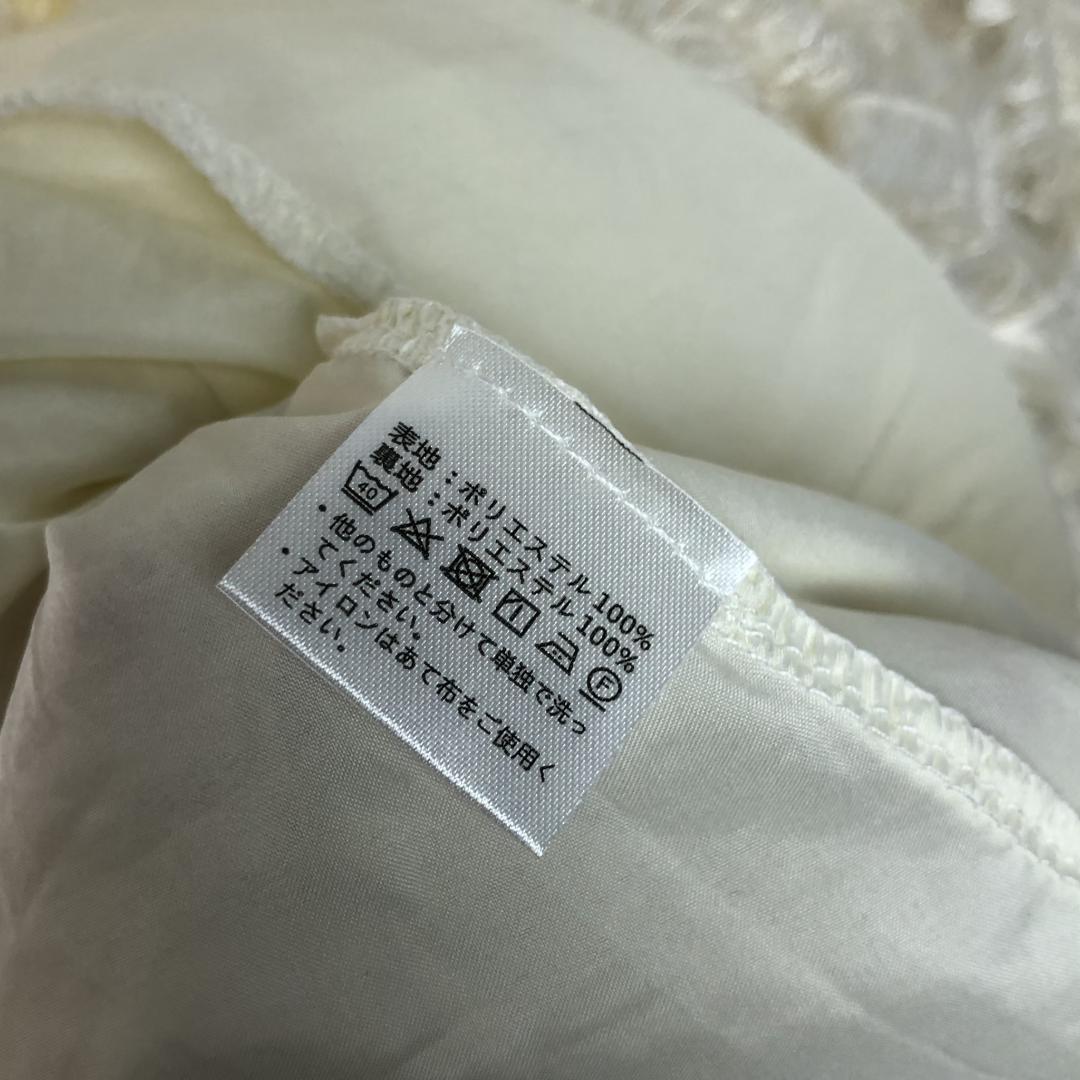 表地：ポリエステル100%
裏地：ポリエステル100%
40 F
・他のものと分けて単独で洗っ
てください。
・アイロンはあて布をご使用く
ださい。